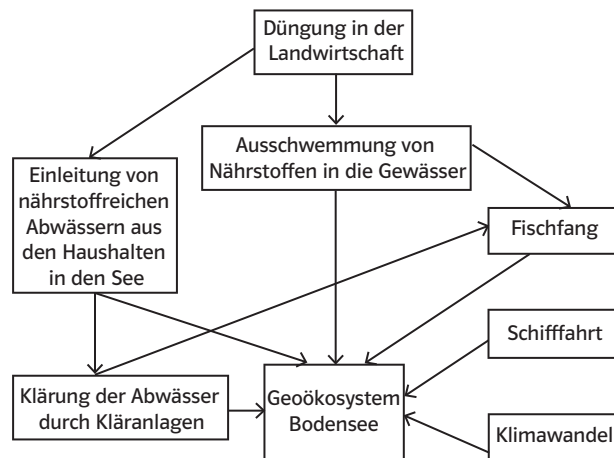 Düngung in der
Landwirtschaft
Ausschwemmung von
Nährstoffen in die Gewässer
Einleitung von
nährstoffreichen
Abwässern aus
den Haushalten
in den See
Fischfang
Schifffahrt
Klärung der Abwässer
durch Kläranlagen
Geoökosystem
Bodensee
Klimawandel